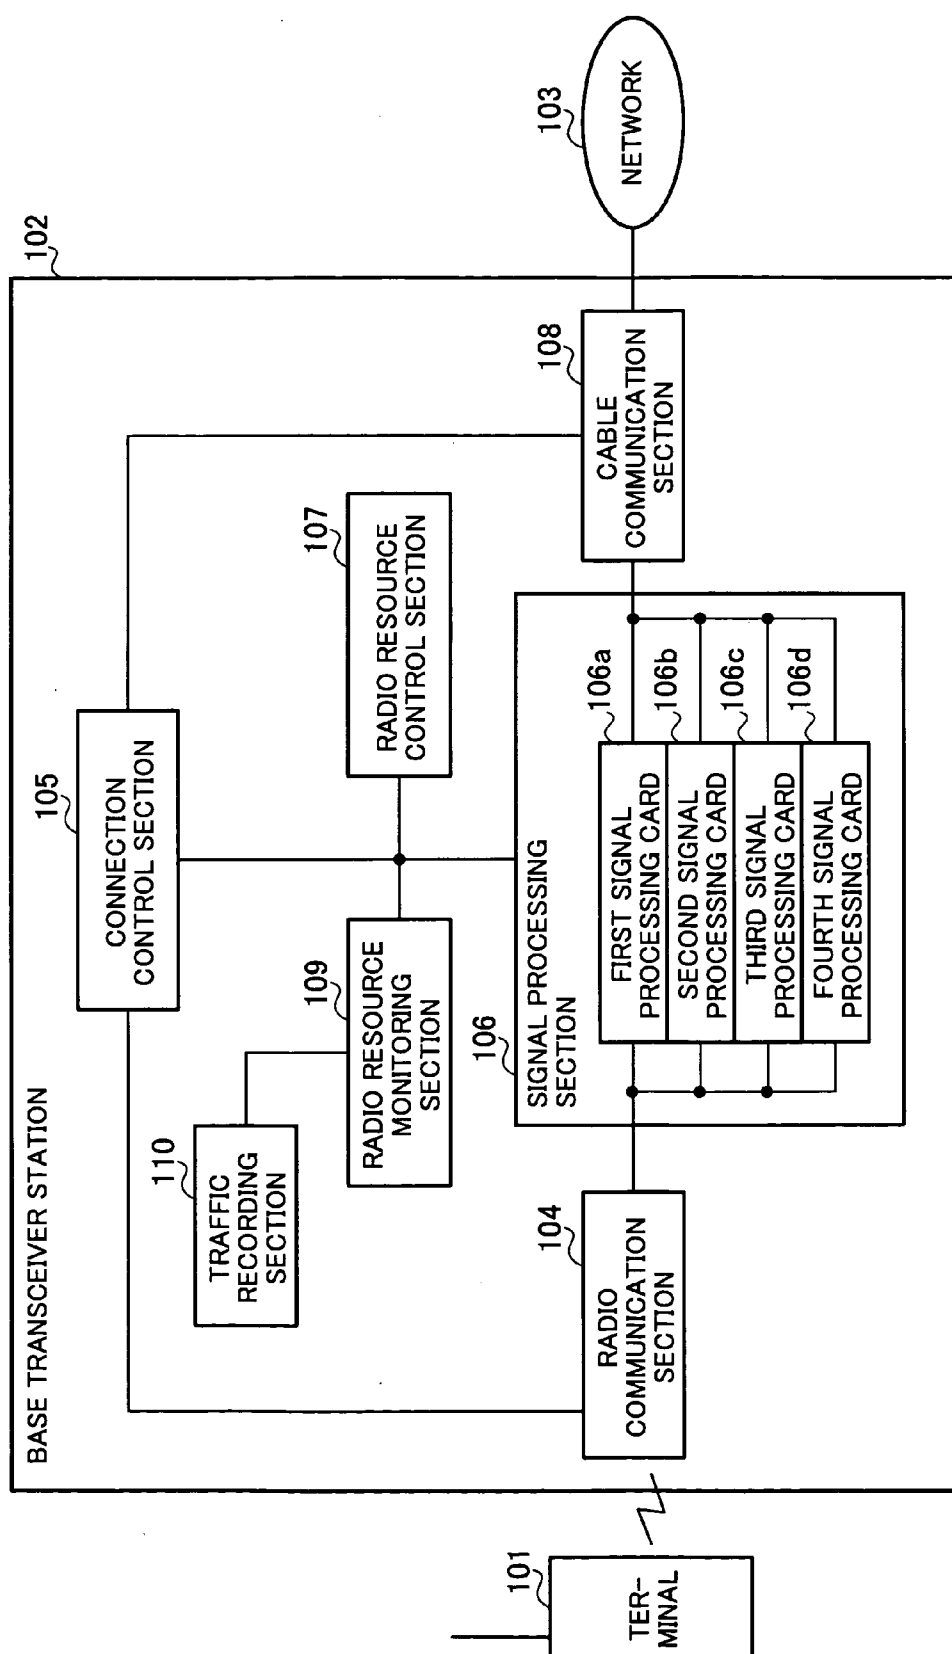 BASE TRANSCEIVER STATION
102
105
CONNECTION
CONTROL SECTION
110
TRAFFIC
RECORDING
SECTION
109
RADIO RESOURCE
MONITORING
SECTION
107
RADIO RESOURCE
CONTROL SECTION
101
TER-
MINAL
104
RADIO
COMMUNICATION
SECTION
106
SIGNAL PROCESSING
SECTION
FIRST SIGNAL
PROCESSING CARD
106a
SECOND SIGNAL
PROCESSING CARD
106b
THIRD SIGNAL
PROCESSING CARD
106c
FOURTH SIGNAL
PROCESSING CARD
106d
108
CABLE
COMMUNICATION
SECTION
103
NETWORK